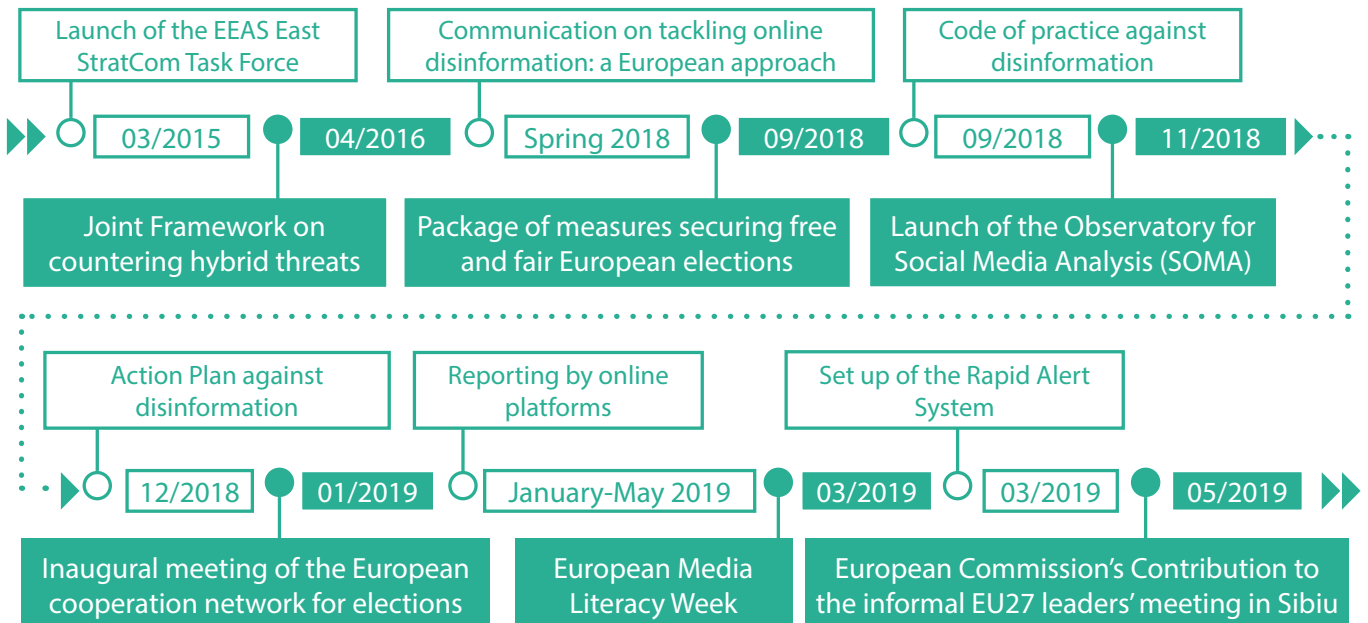 Launch of the EEAS East
StratCom Task Force
Communication on tackling online
disinformation: a European approach
Code of practice against
disinformation
03/2015
04/2016
Spring 2018
09/2018
09/2018
11/2018
Joint Framework on
countering hybrid threats
Package of measures securing free
and fair European elections
Launch of the Observatory for
Social Media Analysis (SOMA)
Action Plan against
disinformation
Reporting by online
platforms
Set up of the Rapid Alert
System
12/2018
01/2019
January-May 2019
03/2019
03/2019
05/2019
Inaugural meeting of the European
cooperation network for elections
European Media
Literacy Week
European Commission’s Contribution to
the informal EU27 leaders’ meeting in Sibiu